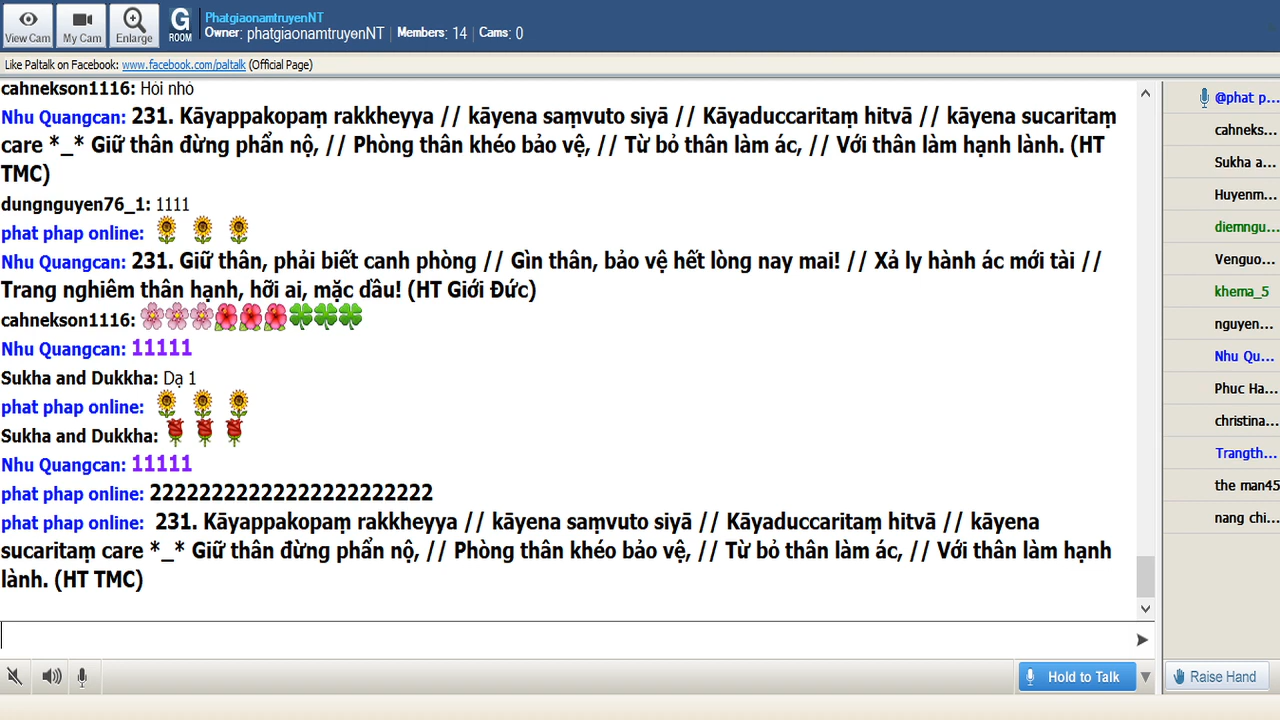 View Cam
My Cam
Enlarge
G ROOM
PhatgiaonamtruyenNT
Owner: phatgiaonamtruyenNT | Members: 14 | Cams: 0
Like Paltalk on Facebook: www.facebook.com/paltalk (Official Page)
cahnekson1116: Hỏi nhỏ
Nhu Quangcan: 231. Kāyappakopaṃ rakkheyya // kāyena saṃvuto siyā // Kāyaduccaritaṃ hitvā // kāyena sucaritaṃ
care *_* Giữ thân đừng phẩn nộ, // Phòng thân khéo bảo vệ, // Từ bỏ thân làm ác, // Với thân làm hạnh lành. (HT
TMC)
dungnguyen76_1: 1111
phat phap online:
Nhu Quangcan: 231. Giữ thân, phải biết canh phòng // Gìn thân, bảo vệ hết lòng nay mai! // Xả ly hành ác mới tài //
Trang nghiêm thân hạnh, hỡi ai, mặc dầu! (HT Giới Đức)
cahnekson1116:
Nhu Quangcan: 11111
Sukha and Dukkha: Dạ 1
phat phap online:
Sukha and Dukkha:
Nhu Quangcan: 11111
phat phap online: 22222222222222222222222
phat phap online: 231. Kāyappakopaṃ rakkheyya // kāyena saṃvuto siyā // Kāyaduccaritaṃ hitvā // kāyena
sucaritaṃ care *_* Giữ thân đừng phẩn nộ, // Phòng thân khéo bảo vệ, // Từ bỏ thân làm ác, // Với thân làm hạnh
lành. (HT TMC)
@phat p...
cahneks...
Sukha a...
Huyenm...
diemngu...
Venguo...
khema_5
nguyen...
Nhu Qu...
Phuc Ha...
christina...
Trangth...
the man45
nang chi...
Hold to Talk
Raise Hand